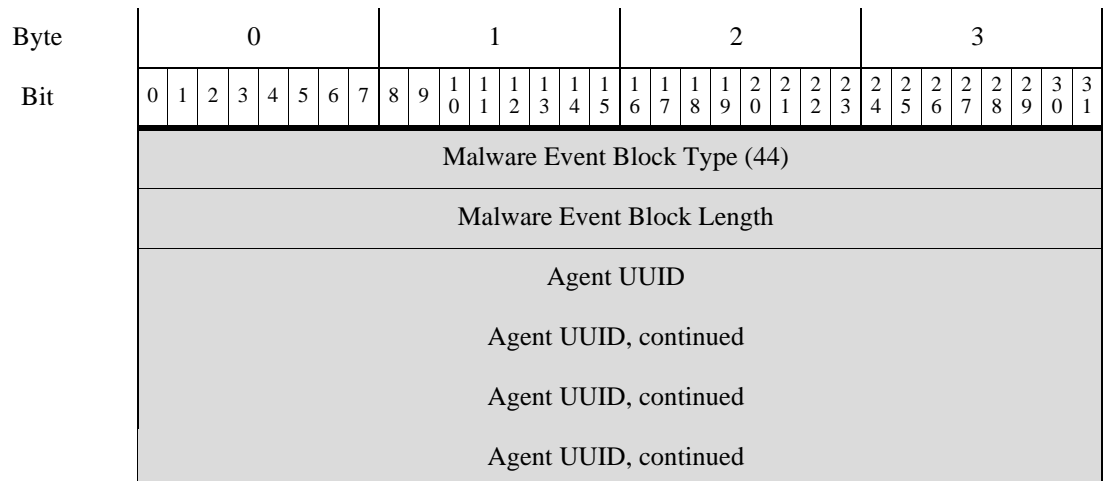 Byte 0 1 2 3
Bit 0 1 2 3 4 5 6 7 8 9 10 11 12 13 14 15 16 17 18 19 20 21 22 23 24 25 26 27 28 29 30 31
Malware Event Block Type (44)
Malware Event Block Length
Agent UUID
Agent UUID, continued
Agent UUID, continued
Agent UUID, continued